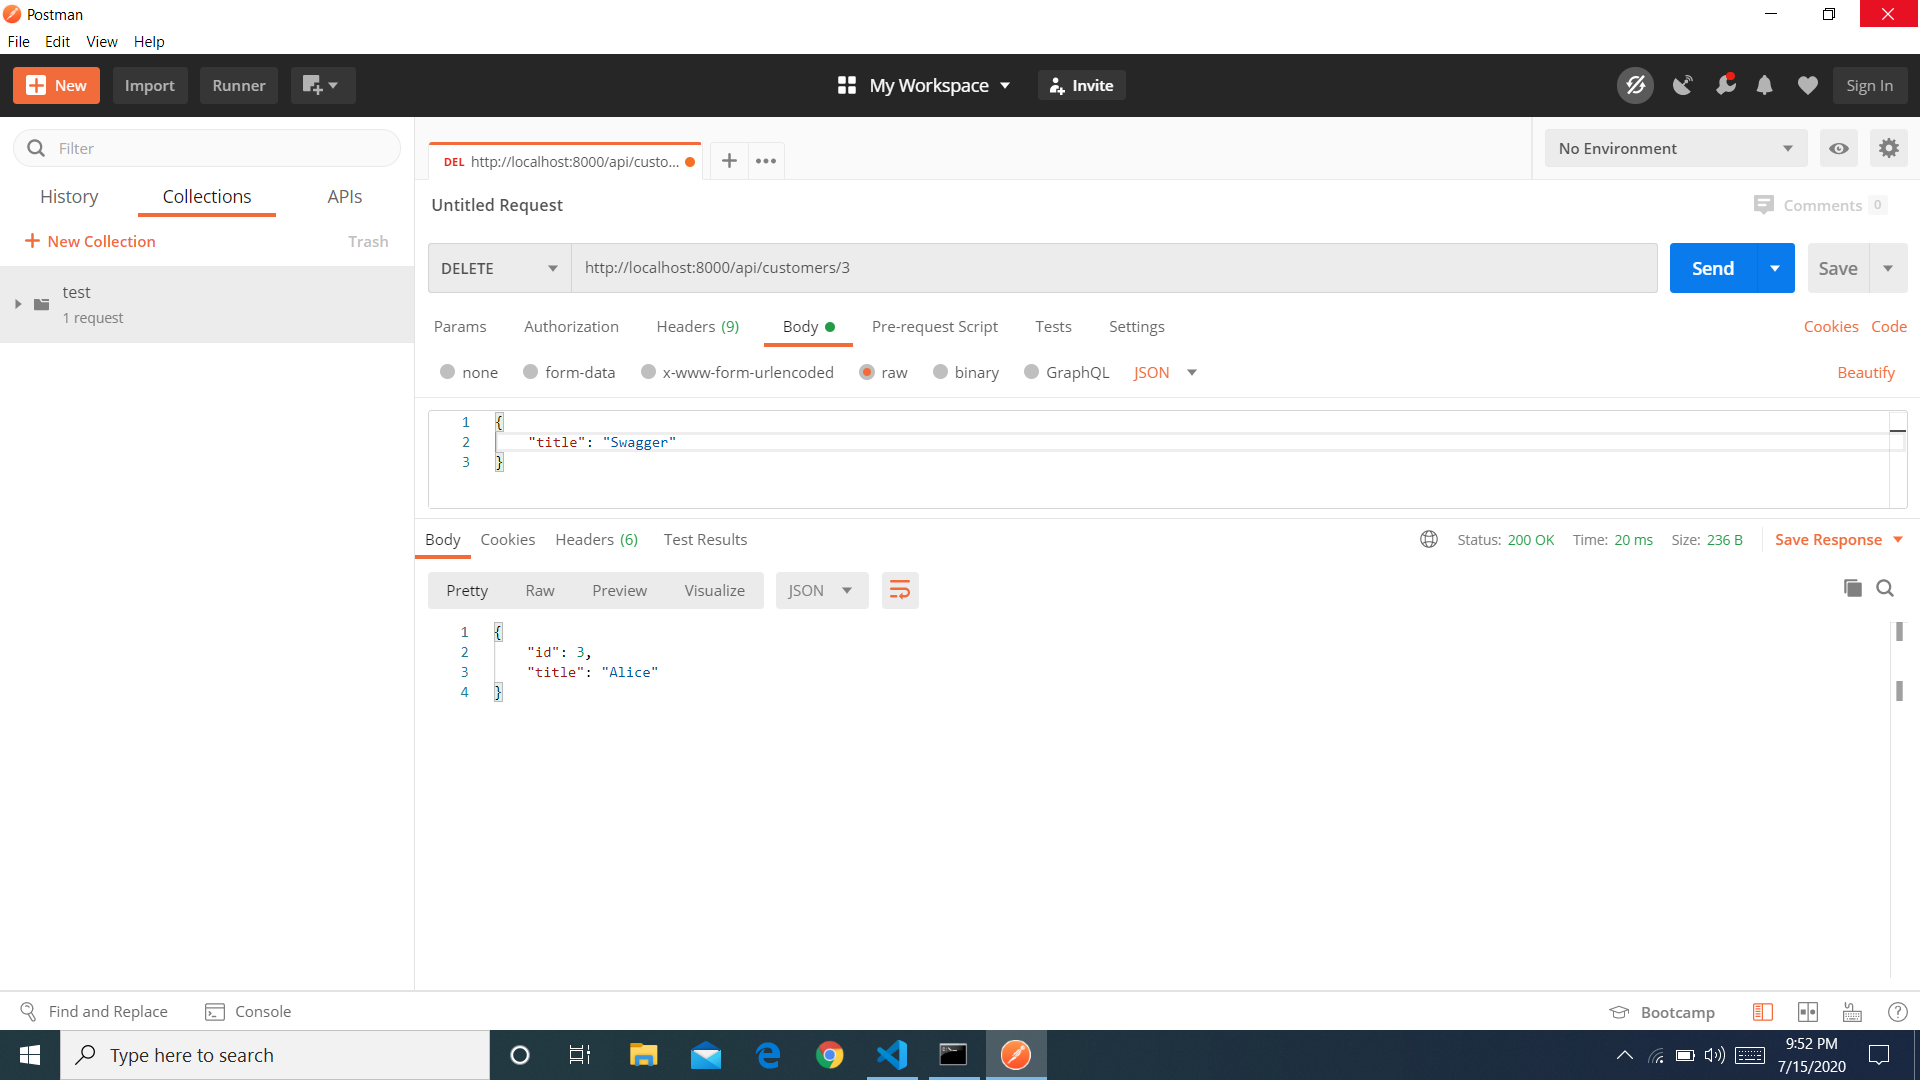 Postman
File Edit View Help
New Import Runner My Workspace Invite Sign In
Filter
History Collections APIs
New Collection Trash
test
1 request
DEL http://localhost:8000/api/custo...
No Environment
Untitled Request
Comments 0
DELETE http://localhost:8000/api/customers/3 Send Save
Params Authorization Headers (9) Body Pre-request Script Tests Settings Cookies Code
none form-data x-www-form-urlencoded raw binary GraphQL JSON Beautify
1 {
2 "title": "Swagger"
3 }
Body Cookies Headers (6) Test Results Status: 200 OK Time: 20 ms Size: 236 B Save Response
Pretty Raw Preview Visualize JSON
1 {
2 "id": 3,
3 "title": "Alice"
4 }
Find and Replace Console Bootcamp
Type here to search
9:52 PM
7/15/2020